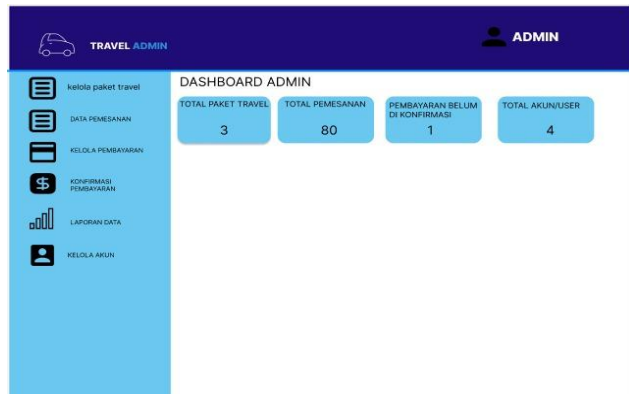 TRAVEL ADMIN
ADMIN
kelola paket travel
DATA PEMESANAN
KELOLA PEMBAYARAN
KONFIRMASI
PEMBAYARAN
LAPORAN DATA
KELOLA AKUN
DASHBOARD ADMIN
TOTAL PAKET TRAVEL
3
TOTAL PEMESANAN
80
PEMBAYARAN BELUM
DI KONFIRMASI
1
TOTAL AKUN/USER
4